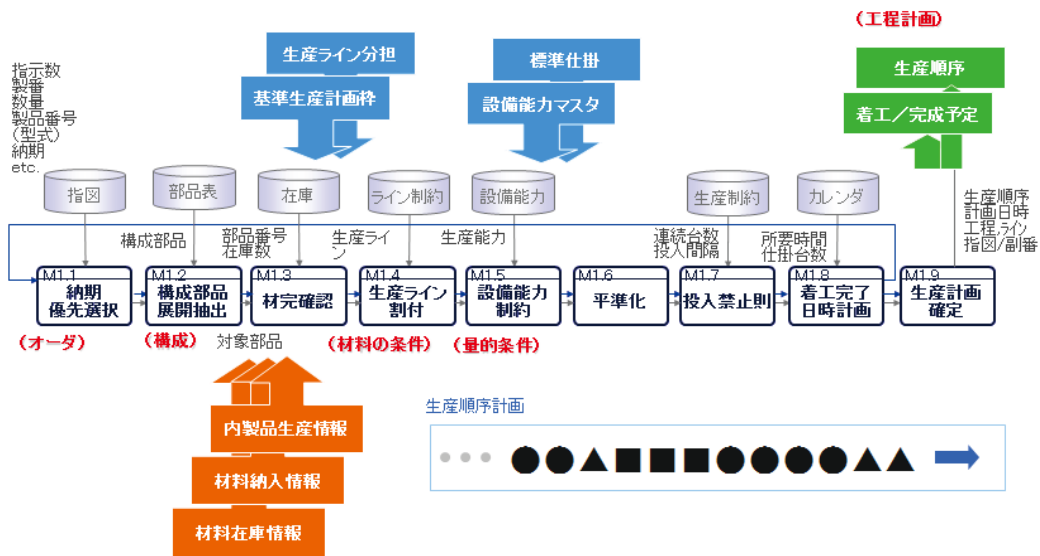 (工程計画)
生産ライン分担
基準生産計画枠
標準仕掛
設備能力マスタ
生産順序
着工/完成予定
指示数
製番
数量
製品番号
(型式)
納期
etc.
指図
部品表
在庫
ライン制約
設備能力
生産制約
カレンダ
生産順序
計画日時
工程,ライン
指図/副番
構成部品
部品番号
在庫数
生産ライ
ン
生産能力
連続台数
投入間隔
所要時間
仕掛台数
M1.1
納期
優先選択
M1.2
構成部品
展開抽出
M1.3
材完確認
M1.4
生産ライン
割付
M1.5
設備能力
制約
M1.6
平準化
M1.7
投入禁止則
M1.8
着工完了
日時計画
M1.9
生産計画
確定
(オーダ)
(構成)
対象部品
(材料の条件)
(量的条件)
内製品生産情報
材料納入情報
材料在庫情報
生産順序計画